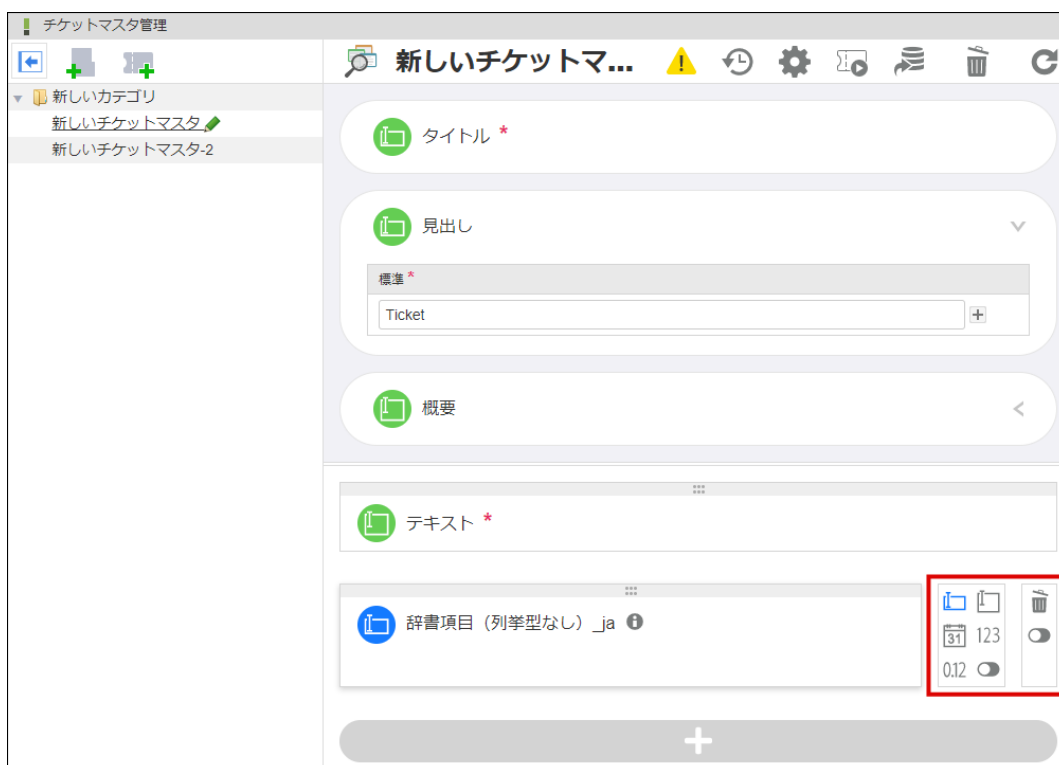 チケットマスタ管理
新しいチケットマ...
新しいカテゴリ
新しいチケットマスタ
新しいチケットマスタ-2
タイトル *
見出し
標準 *
Ticket
概要
テキスト *
辞書項目（列挙型なし）_ja
31 123
0.12